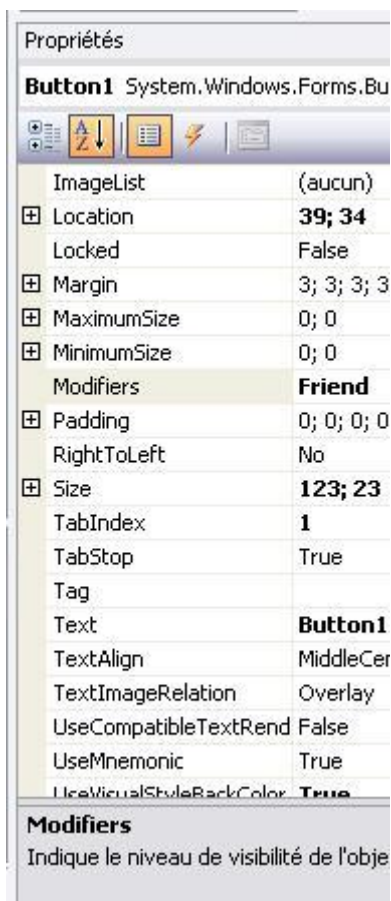 Propriétés
Button1 System.Windows.Forms.Bu
ImageList (aucun)
Location 39; 34
Locked False
Margin 3; 3; 3; 3
MaximumSize 0; 0
MinimumSize 0; 0
Modifiers Friend
Padding 0; 0; 0; 0
RightToLeft No
Size 123; 23
TabIndex 1
TabStop True
Tag
Text Button1
TextAlign MiddleCer
TextImageRelation Overlay
UseCompatibleTextRend False
UseMnemonic True
UseVisualStyleBackColor True
Modifiers
Indique le niveau de visibilité de l'obje